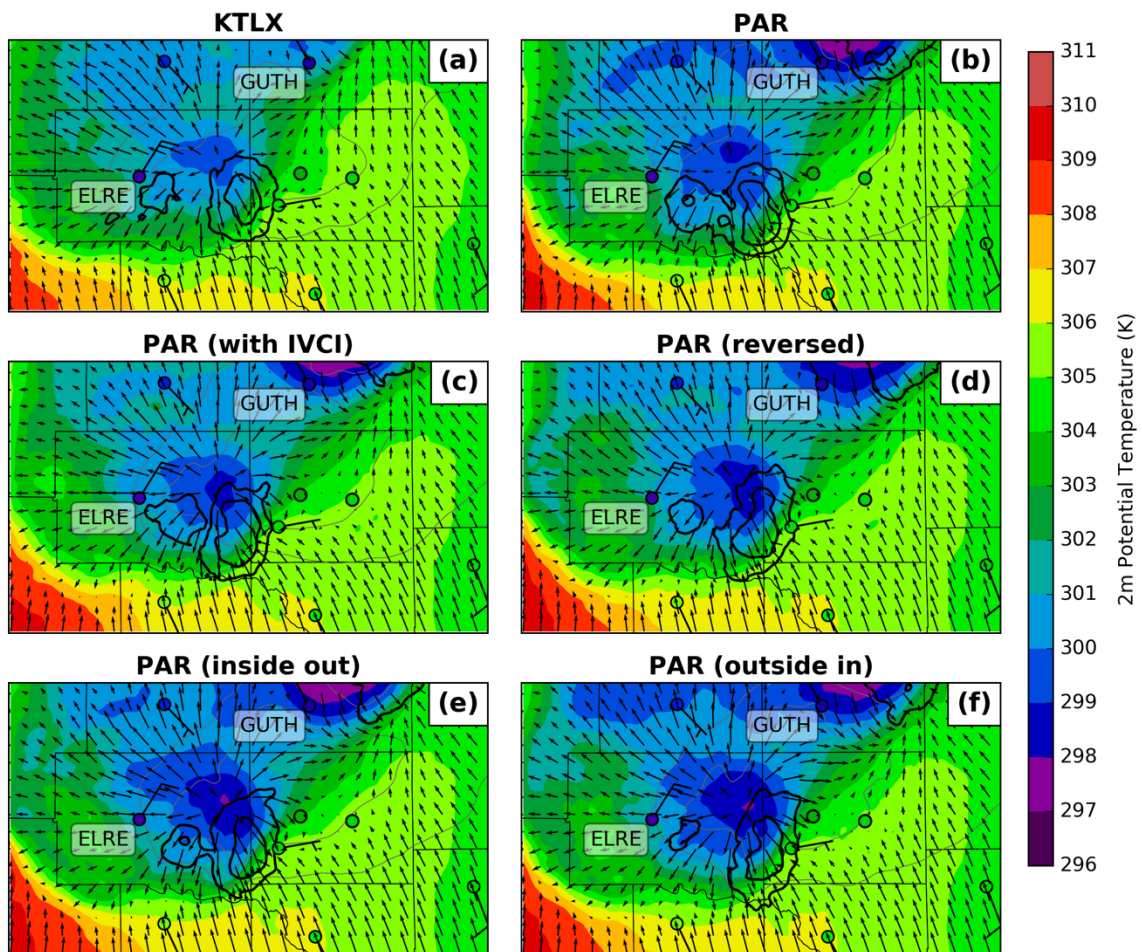 KTLX
PAR
(a)
GUTH
ELRE
(b)
GUTH
ELRE
PAR (with IVCI)
PAR (reversed)
(c)
GUTH
ELRE
(d)
GUTH
ELRE
PAR (inside out)
PAR (outside in)
(e)
GUTH
ELRE
(f)
GUTH
ELRE
311
310
309
308
307
306
305
304
303
302
301
300
299
298
297
296
2m Potential Temperature (K)